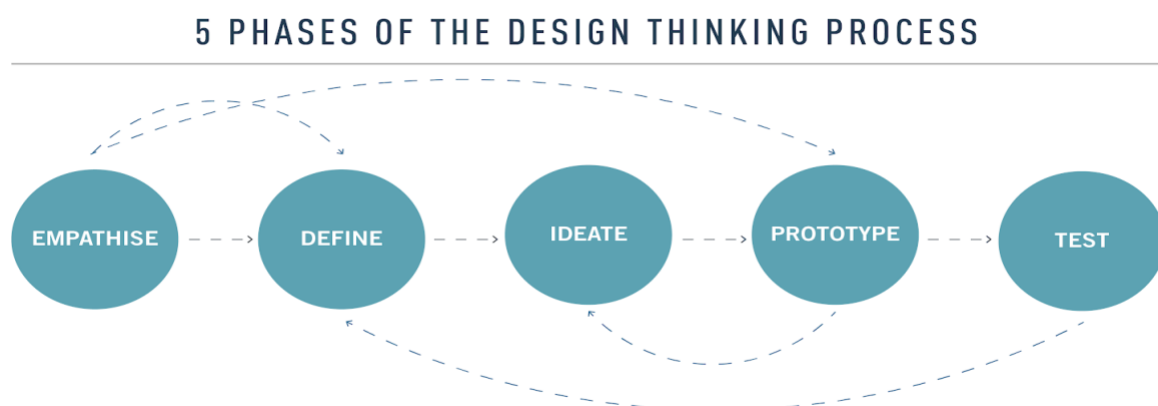 5 PHASES OF THE DESIGN THINKING PROCESS
EMPATHISE
DEFINE
IDEATE
PROTOTYPE
TEST